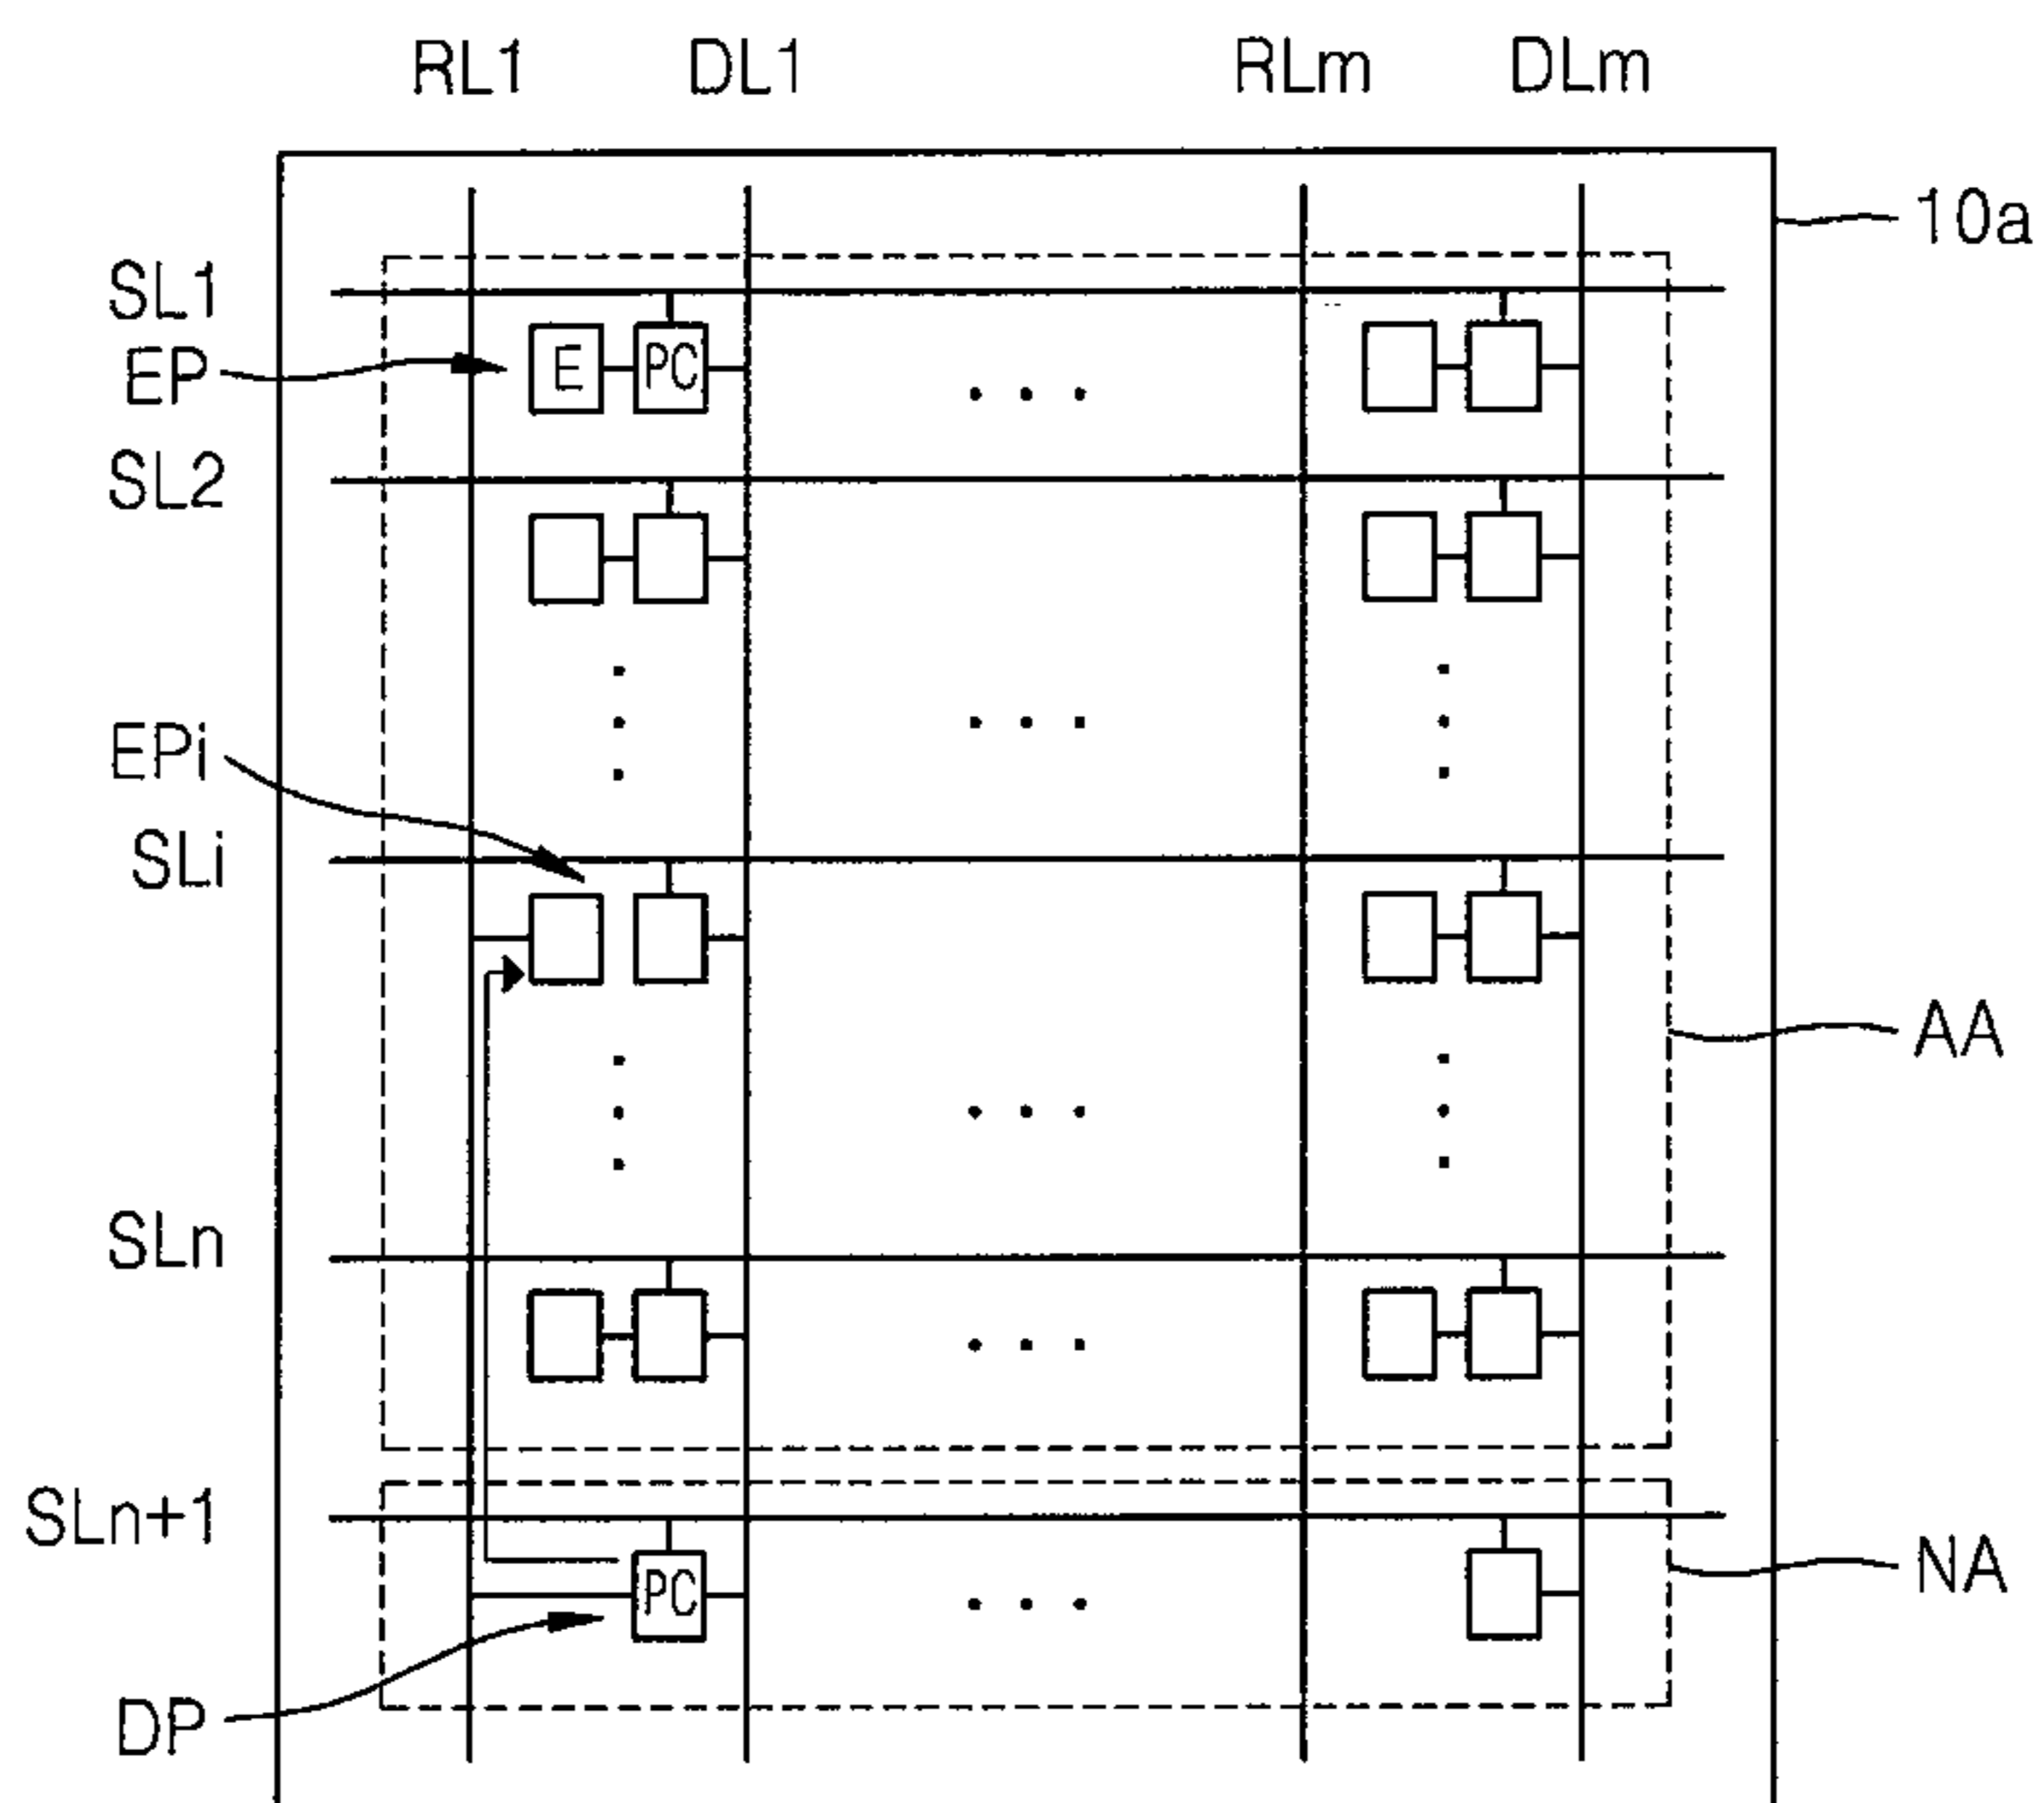 RL1 DL1 RLm DLm
10a
SL1
EP E PC
SL2
EPi
SLi
AA
SLn
SLn+1
PC NA
DP